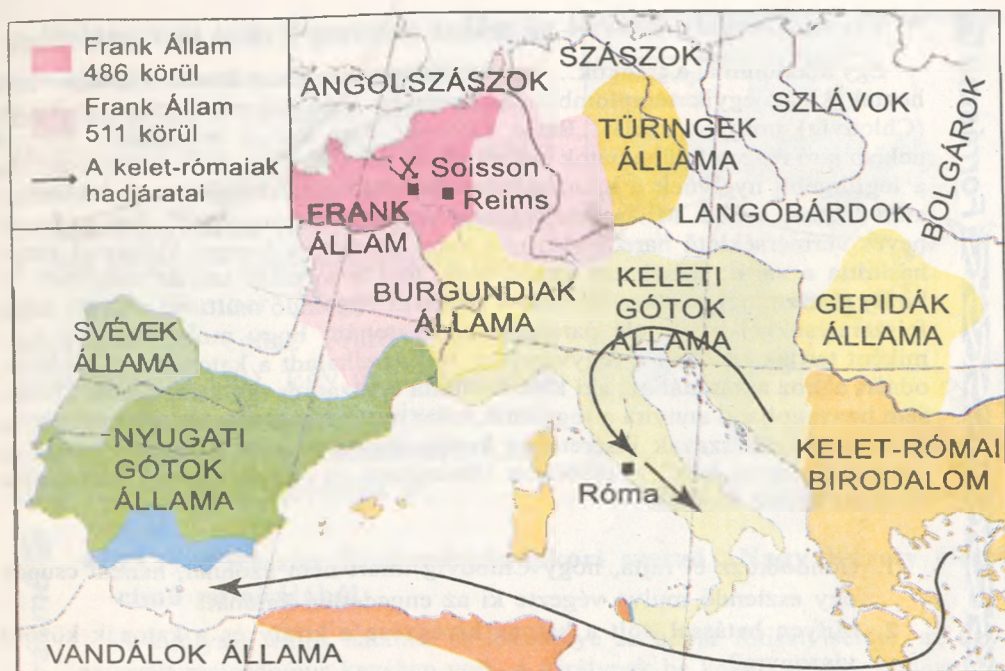 Frank Állam
486 körül
Frank Állam
511 körül
A kelet-rómaiak
hadjáratai
ANGOLSZÁSZOK
SZÁSZOK
TÜRINGEK
ÁLLAMA
SZLÁVOK
BOLGÁROK
Soisson
Reims
FRANK
ÁLLAM
LANGOBÁRDOK
BURGUNDIAK
ÁLLAMA
KELETI
GÓTOK
ÁLLAMA
GEPIDÁK
ÁLLAMA
SVÉVEK
ÁLLAMA
NYUGATI
GÓTOK
ÁLLAMA
Róma
KELET-RÓMAI
BIRODALOM
VANDÁLOK ÁLLAMA